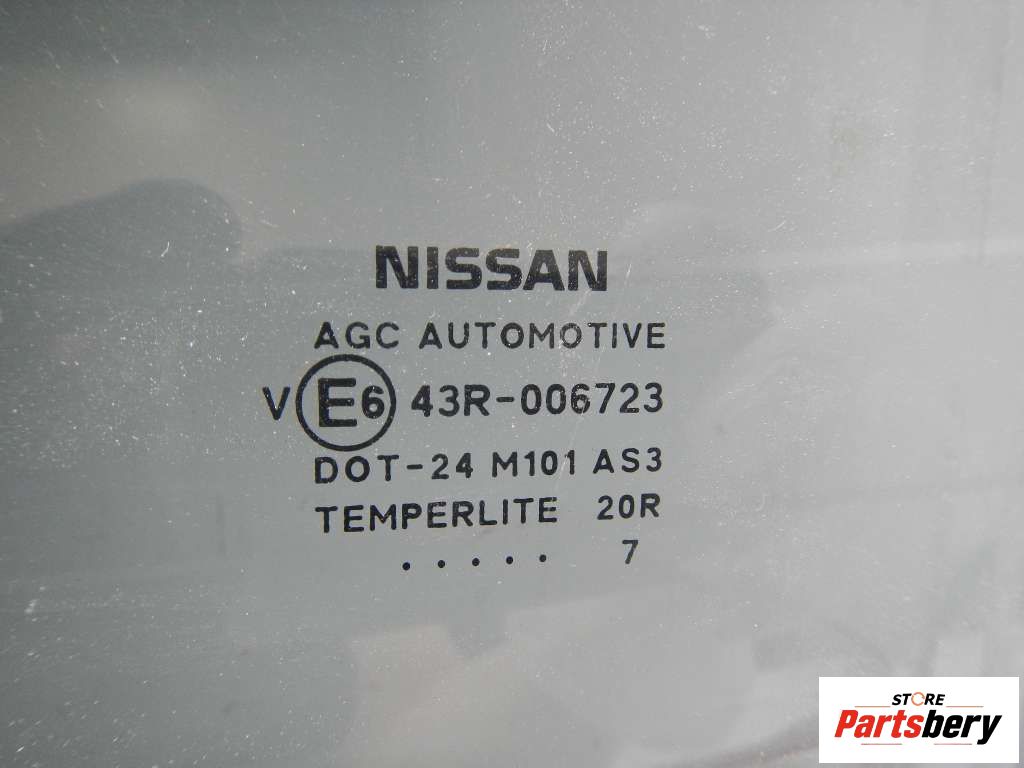 NISSAN
AGC AUTOMOTIVE
V E6 43R-006723
DOT-24 M101 AS3
TEMPERLITE 20R
. . . . . 7
STORE
Partsbery